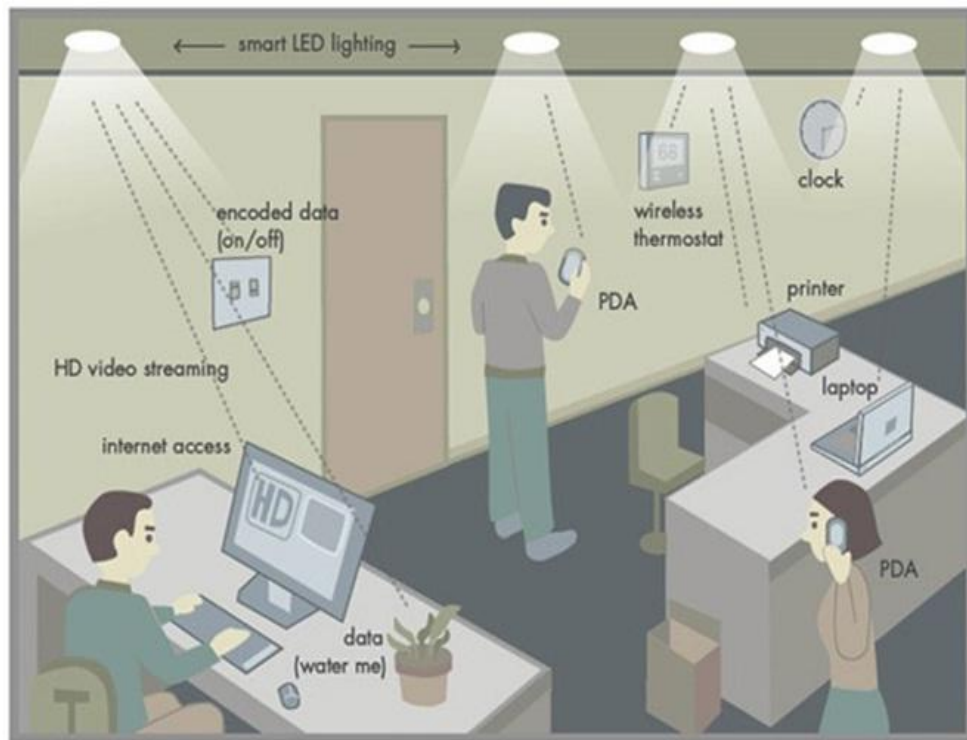 smart LED lighting
encoded data
(on/off)
68
wireless
thermostat
clock
PDA
printer
HD video streaming
laptop
internet access
HD
PDA
data
(water me)